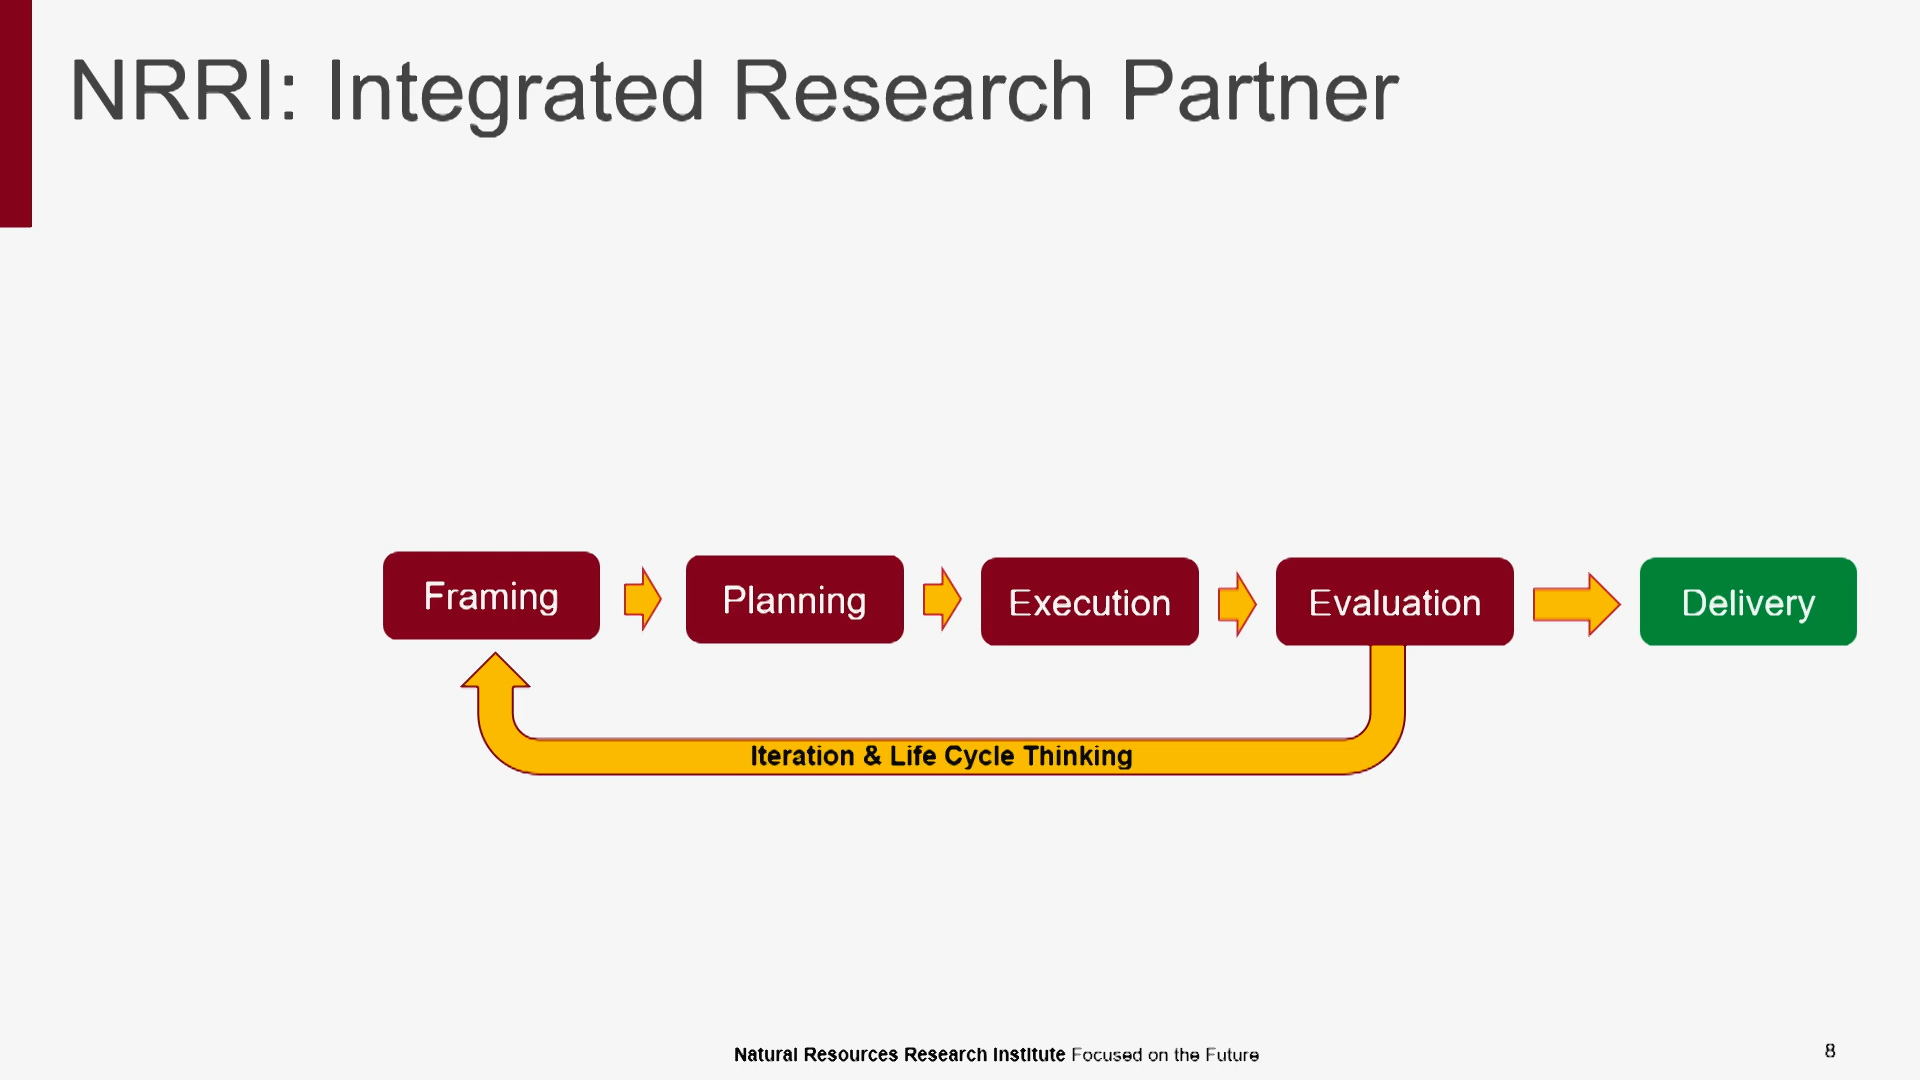 NRRI: Integrated Research Partner
Framing
Planning
Execution
Evaluation
Delivery
Iteration & Life Cycle Thinking
Natural Resources Research Institute Focused on the Future
8